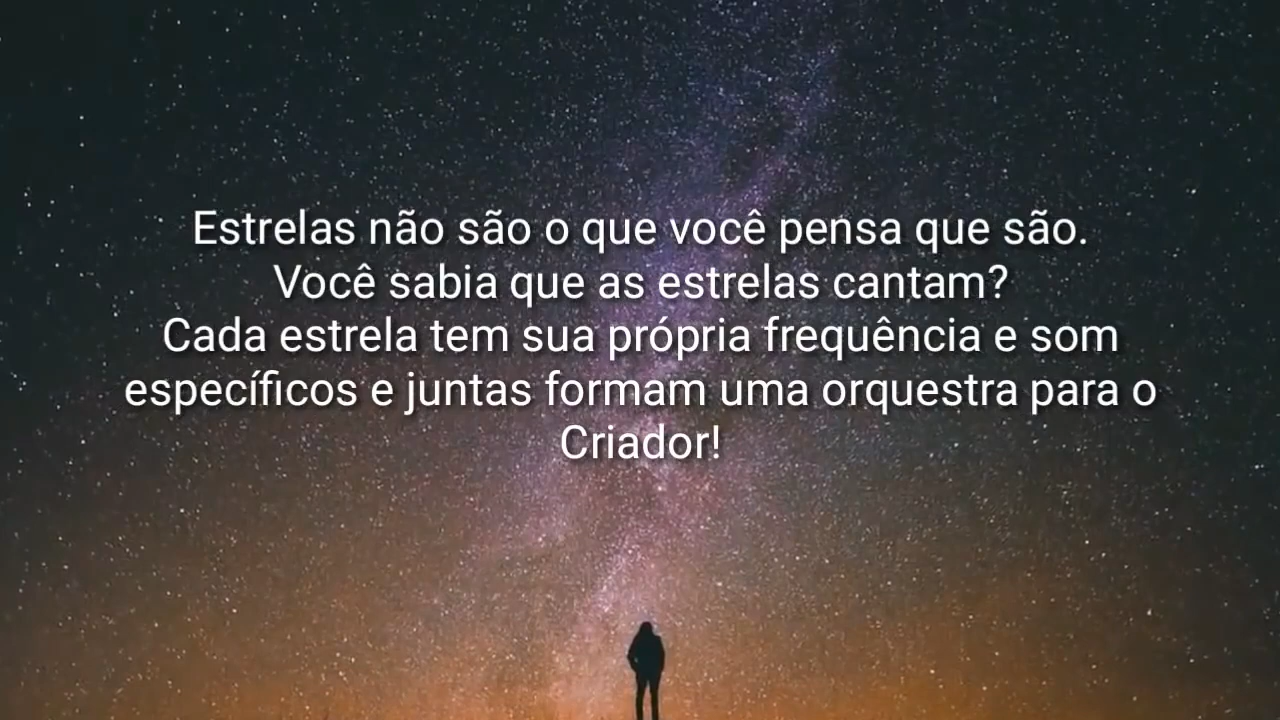 Estrelas não são o que você pensa que são.
Você sabia que as estrelas cantam?
Cada estrela tem sua própria frequência e som
específicos e juntas formam uma orquestra para o
Criador!